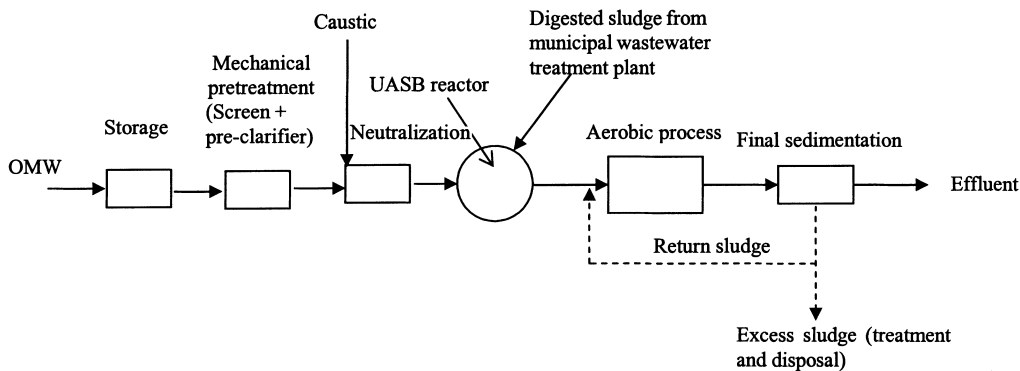 Caustic
Digested sludge from
municipal wastewater
treatment plant
Mechanical
pretreatment
(Screen +
pre-clarifier)
UASB reactor
Storage
Neutralization
Aerobic process
Final sedimentation
OMW
Effluent
Return sludge
Excess sludge (treatment
and disposal)